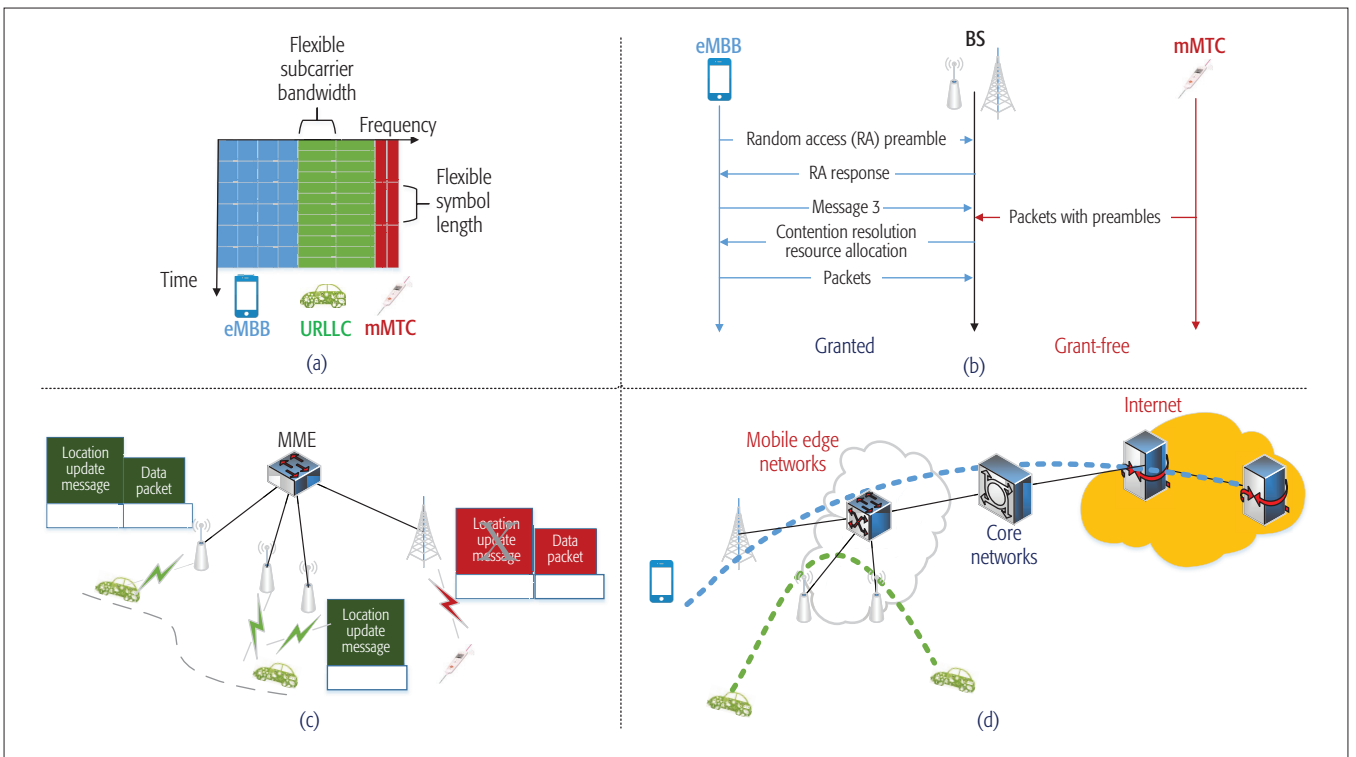 Flexible
subcarrier
bandwidth
Frequency
Flexible
symbol
length
Time
eMBB
URLLC
mMTC
(a)
eMBB
BS
mMTC
Random access (RA) preamble
RA response
Message 3
Packets with preambles
Contention resolution
resource allocation
Packets
Granted
Grant-free
(b)
MME
Location
update
message
Data
packet
Location
update
message
Data
packet
Location
update
message
(c)
Internet
Mobile edge
networks
Core
networks
(d)